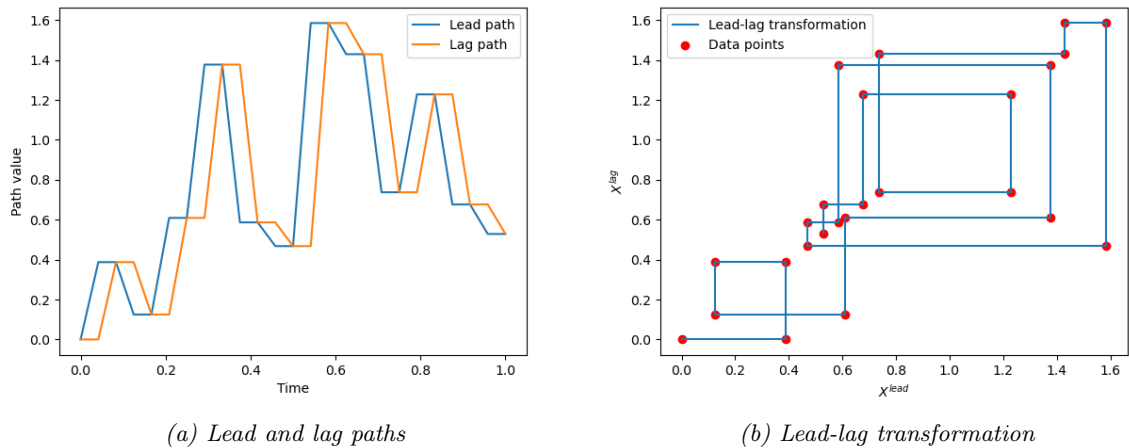 1.6
1.4
1.2
1.0
0.8
0.6
0.4
0.2
0.0
Path value
Lead path
Lag path
0.0 0.2 0.4 0.6 0.8 1.0
Time
(a) Lead and lag paths
1.6
1.4
1.2
1.0
0.8
0.6
0.4
0.2
0.0
X^{lag}
Lead-lag transformation
Data points
0.0 0.2 0.4 0.6 0.8 1.0 1.2 1.4 1.6
X^{lead}
(b) Lead-lag transformation